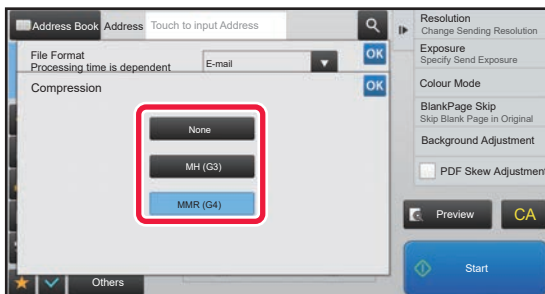 Address Book Address Touch to input Address
File Format
Processing time is dependent
E-mail
OK
Compression
OK
None
MH (G3)
MMR (G4)
Others
Resolution
Change Sending Resolution
Exposure
Specify Send Exposure
Colour Mode
BlankPage Skip
Skip Blank Page in Original
Background Adjustment
PDF Skew Adjustment
Preview
CA
Start